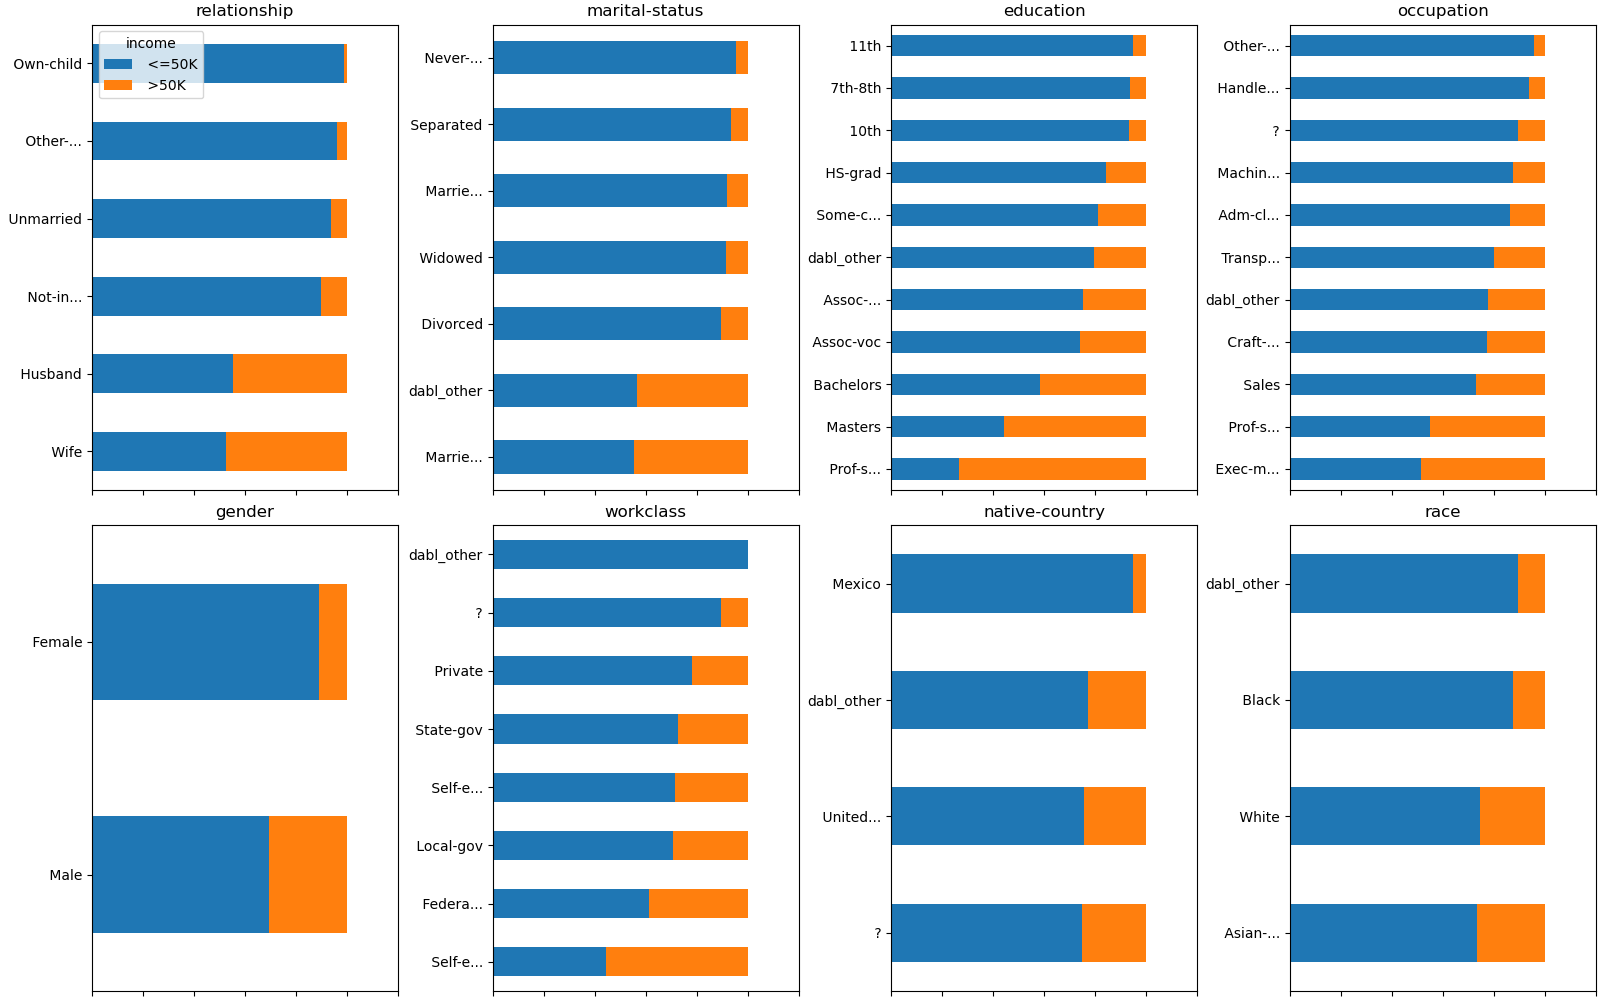 relationship
income
<=50K
>50K
Own-child
Other-...
Unmarried
Not-in...
Husband
Wife
marital-status
Never-...
Separated
Marrie...
Widowed
Divorced
dabl_other
Marrie...
education
11th
7th-8th
10th
HS-grad
Some-c...
dabl_other
Assoc-...
Assoc-voc
Bachelors
Masters
Prof-s...
occupation
Other-...
Handle...
?
Machin...
Adm-cl...
Transp...
dabl_other
Craft-...
Sales
Prof-s...
Exec-m...
gender
Female
Male
workclass
dabl_other
?
Private
State-gov
Self-e...
Local-gov
Federa...
Self-e...
native-country
Mexico
dabl_other
United...
?
race
dabl_other
Black
White
Asian-...